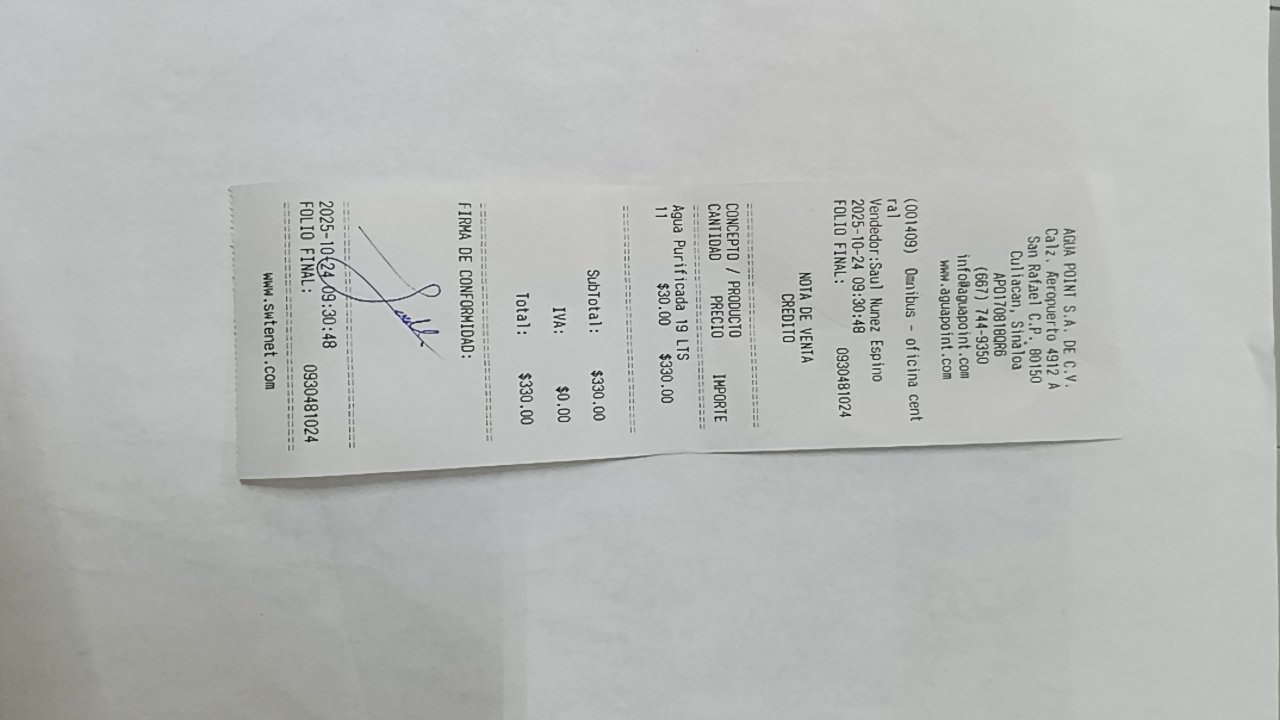 AGUA POINT S.A. DE C.V.
Calz. Aeropuerto 4912 A
San Rafael C.P. 80150
Culiacan, Sinaloa
APO170818QR6
(667) 744-9350
info@aguapoint.com
www.aguapoint.com
(001409) Omnibus - oficina cent
ral
Vendedor:Saul Nunez Espino
2025-10-24 09:30:48
FOLIO FINAL: 0930481024
NOTA DE VENTA
CREDITO
CONCEPTO / PRODUCTO
CANTIDAD PRECIO IMPORTE
Agua Purificada 19 LTS
11 $30.00 $330.00
SubTotal: $330.00
IVA: $0.00
Total: $330.00
FIRMA DE CONFORMIDAD:
2025-10-24 09:30:48
FOLIO FINAL: 0930481024
www.swtenet.com